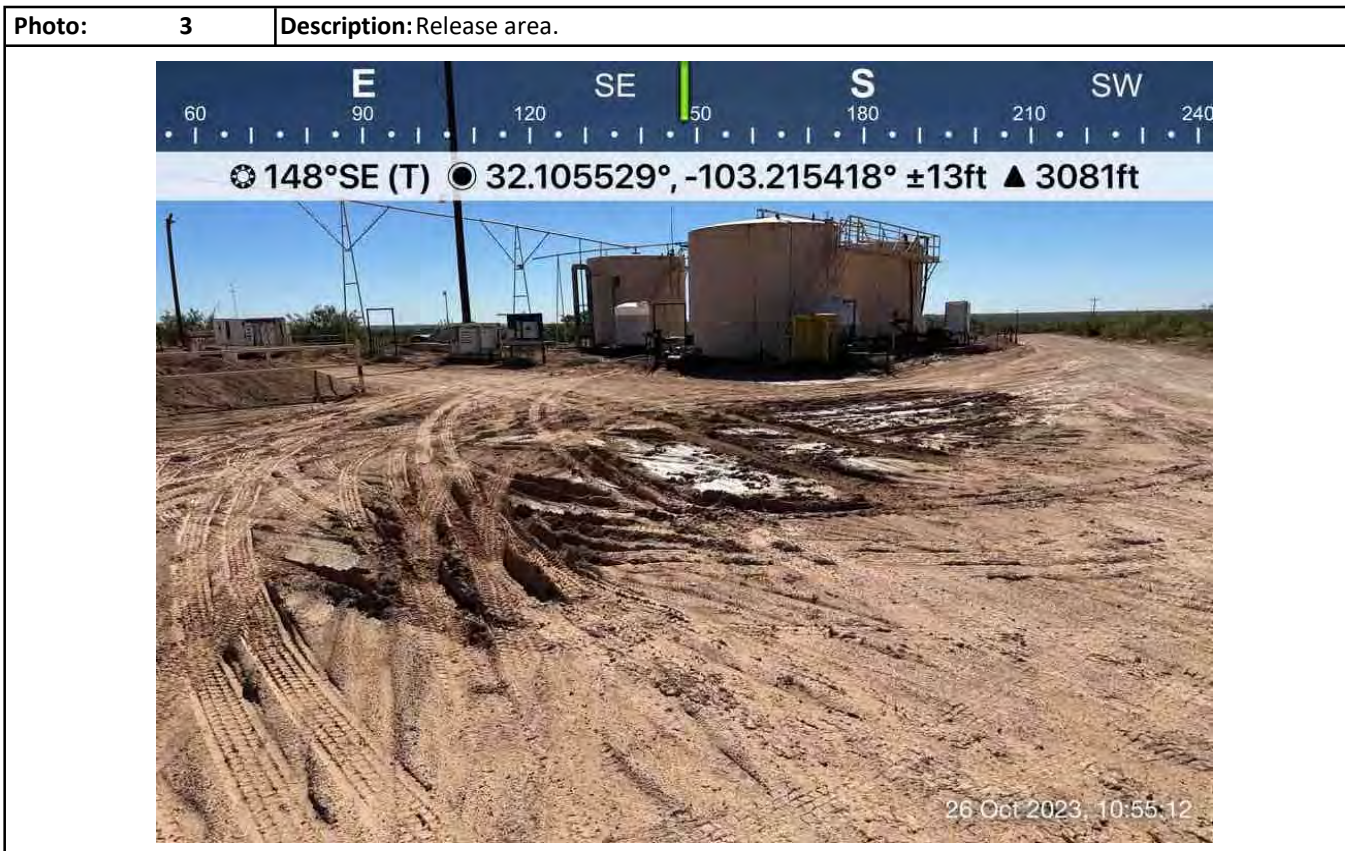 Photo: 3 Description: Release area.
E SE S SW
60 90 120 50 180 210 240
148°SE (T) 32.105529°, -103.215418° ±13ft ▲ 3081ft
26 Oct 2023, 10:55:12